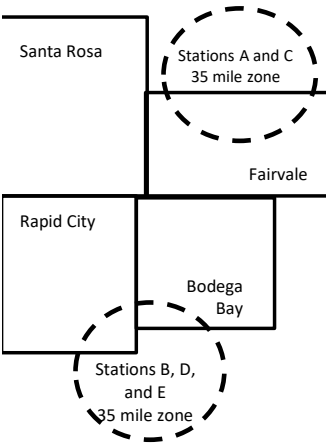 Santa Rosa
Stations A and C
35 mile zone
Fairvale
Rapid City
Bodega
Bay
Stations B, D,
and E
35 mile zone